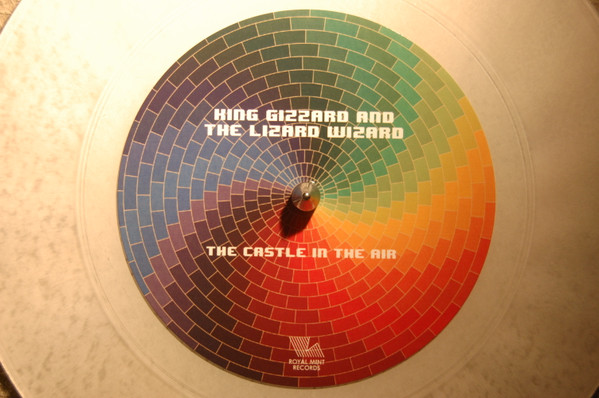 KING GIZZARD AND
THE LIZARD WIZARD
THE CASTLE IN THE AIR
ROYAL MINT
RECORDS